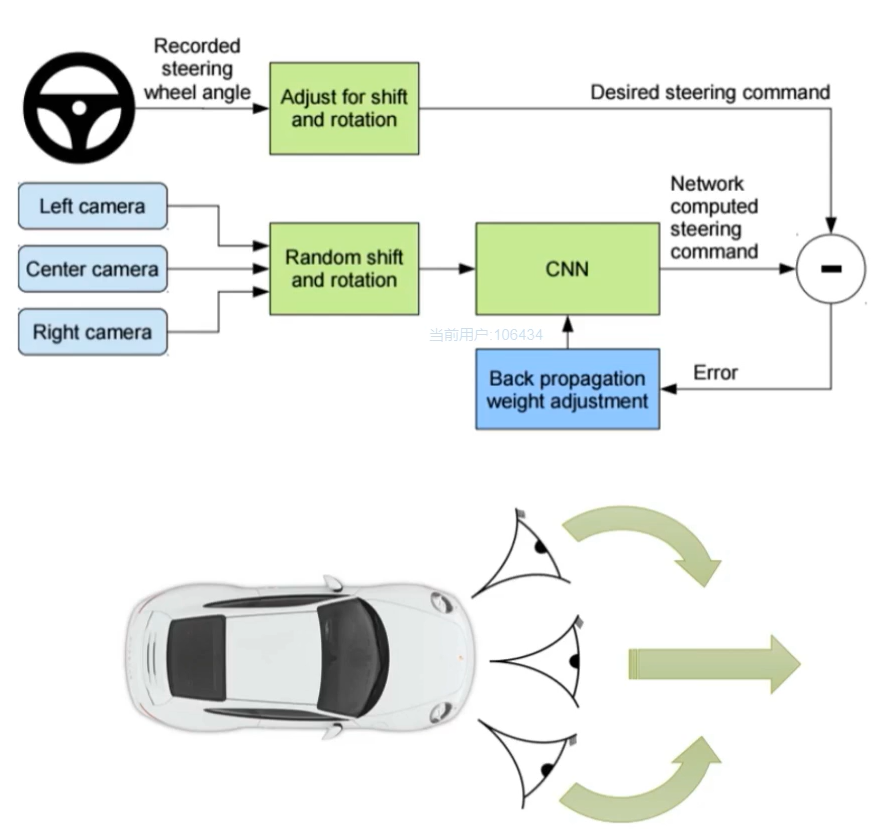 Recorded
steering
wheel angle
Adjust for shift
and rotation
Desired steering command
Left camera
Center camera
Right camera
Random shift
and rotation
CNN
Network
computed
steering
command
-
当前用户:106434
Back propagation
weight adjustment
Error